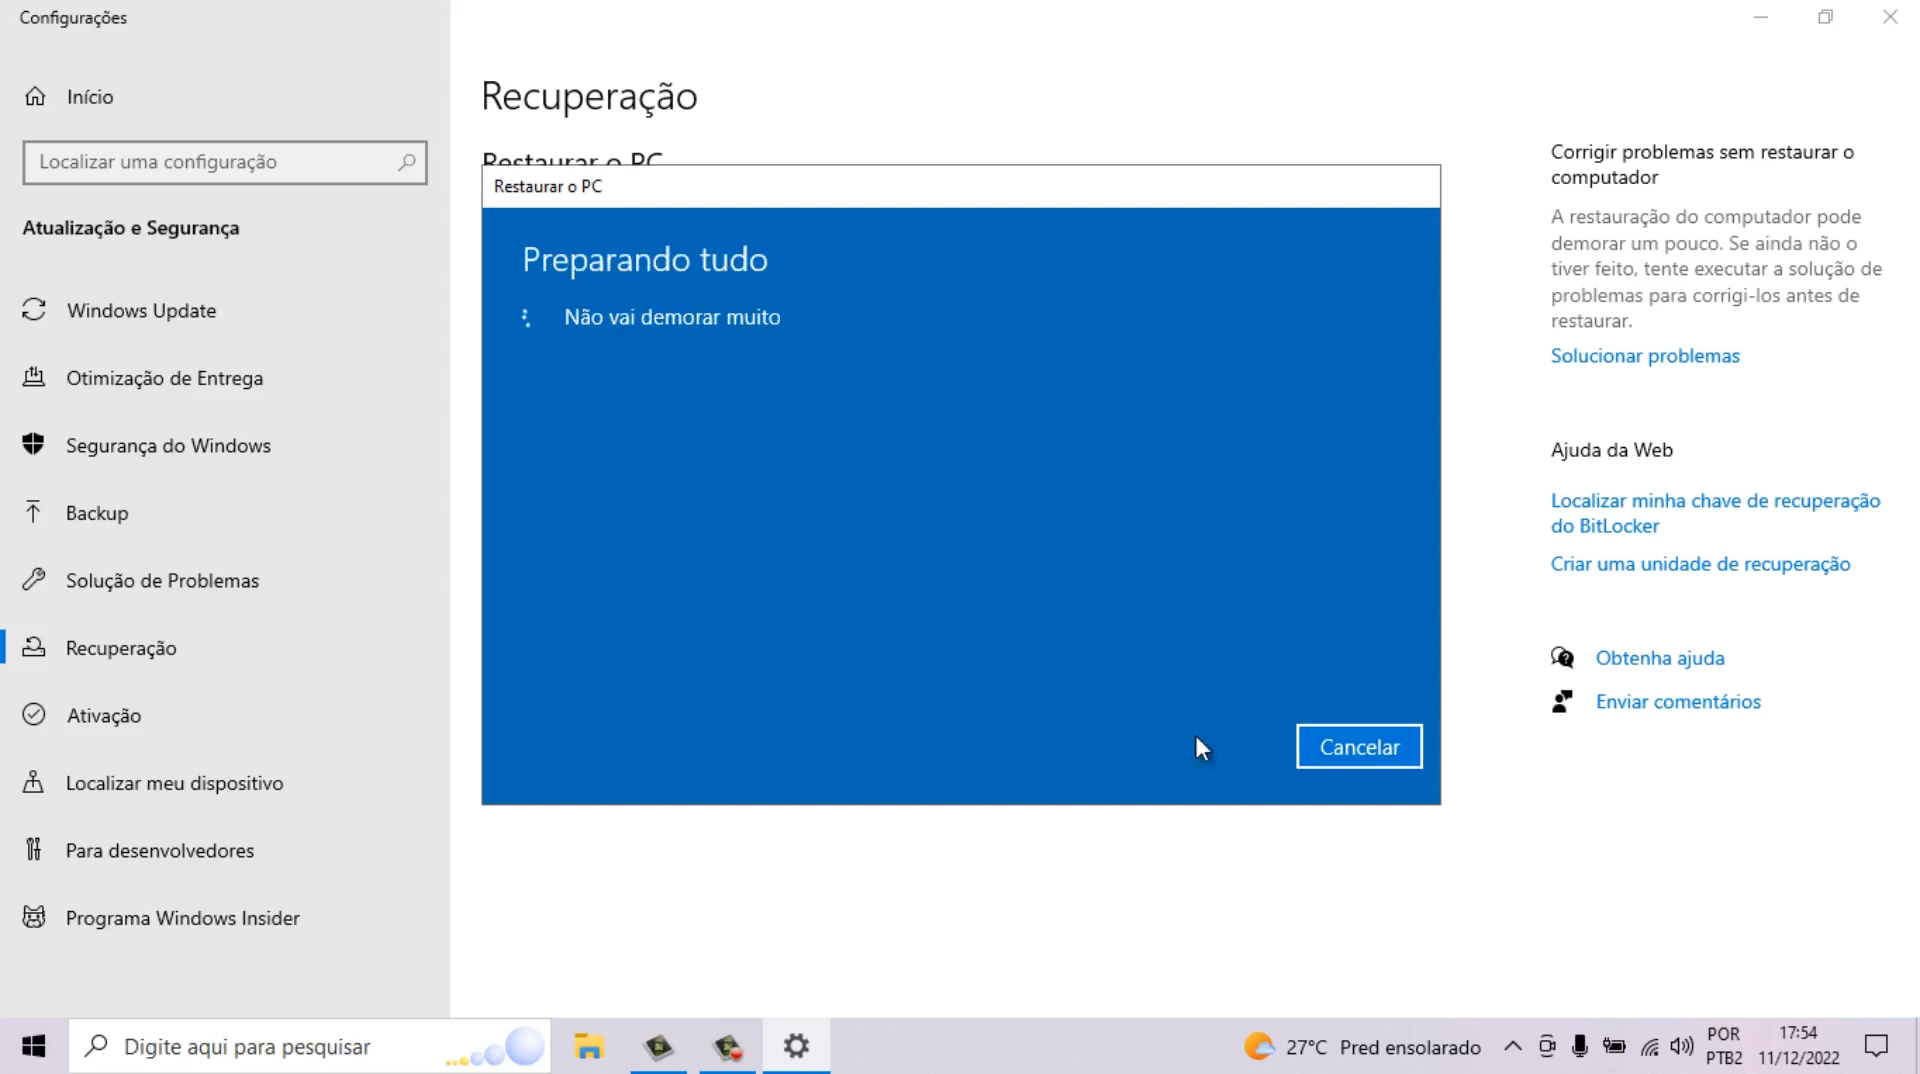 Configurações
Início
Localizar uma configuração
Atualização e Segurança
Windows Update
Otimização de Entrega
Segurança do Windows
Backup
Solução de Problemas
Recuperação
Ativação
Localizar meu dispositivo
Para desenvolvedores
Programa Windows Insider
Recuperação
Restaurar o PC
Restaurar o PC
Preparando tudo
Não vai demorar muito
Cancelar
Corrigir problemas sem restaurar o
computador
A restauração do computador pode
demorar um pouco. Se ainda não o
tiver feito, tente executar a solução de
problemas para corrigi-los antes de
restaurar.
Solucionar problemas
Ajuda da Web
Localizar minha chave de recuperação
do BitLocker
Criar uma unidade de recuperação
Obtenha ajuda
Enviar comentários
Digite aqui para pesquisar
27°C Pred ensolarado
POR
PTB2
17:54
11/12/2022